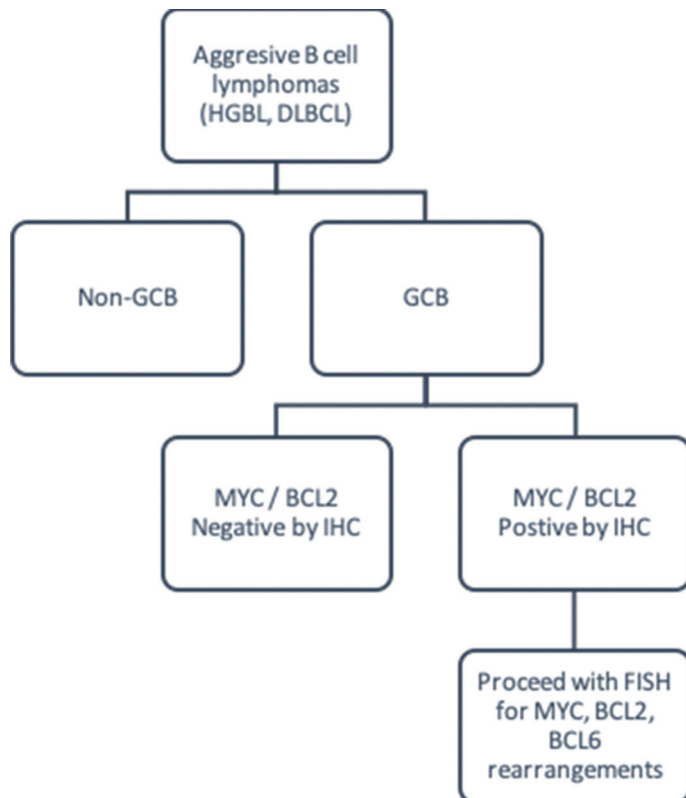 Aggresive B cell
lymphomas
(HGBL, DLBCL)
Non-GCB
GCB
MYC / BCL2
Negative by IHC
MYC / BCL2
Postive by IHC
Proceed with FISH
for MYC, BCL2,
BCL6
rearrangements